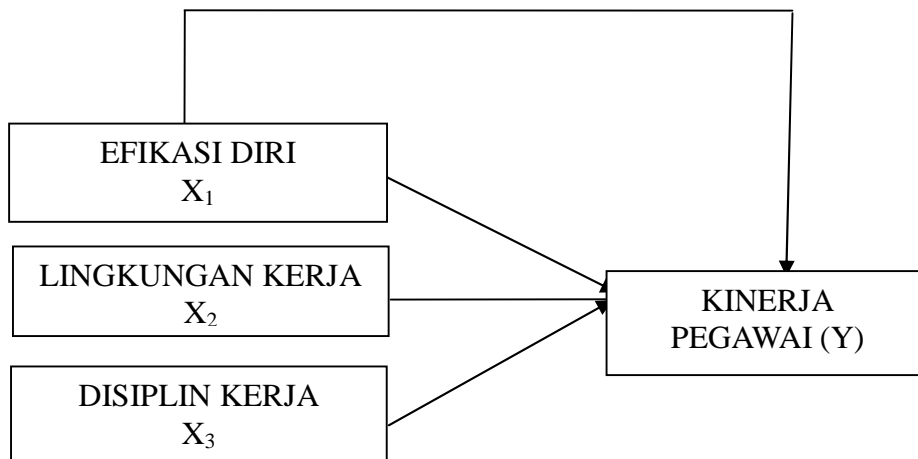 EFIKASI DIRI
X₁
LINGKUNGAN KERJA
X₂
DISIPLIN KERJA
X₃
KINERJA
PEGAWAI (Y)